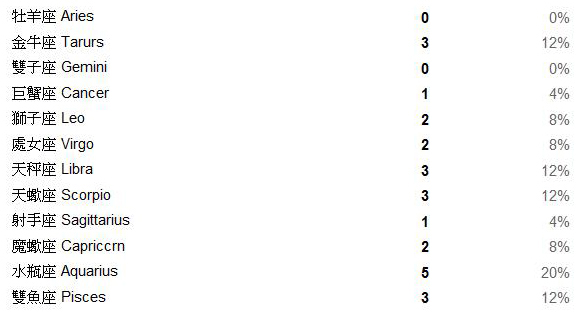 牡羊座 Aries 0 0%
金牛座 Tarurs 3 12%
雙子座 Gemini 0 0%
巨蟹座 Cancer 1 4%
獅子座 Leo 2 8%
處女座 Virgo 2 8%
天秤座 Libra 3 12%
天蠍座 Scorpio 3 12%
射手座 Sagittarius 1 4%
魔蠍座 Capriccrn 2 8%
水瓶座 Aquarius 5 20%
雙魚座 Pisces 3 12%